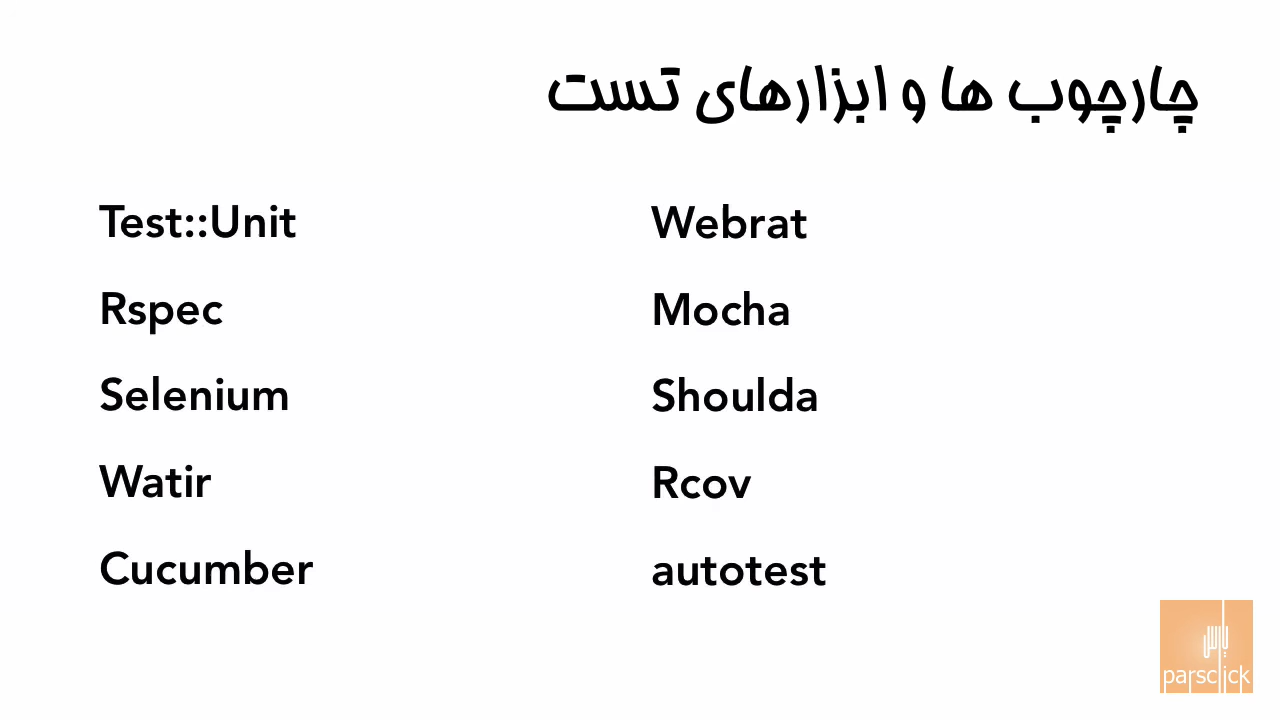 چارچوب ها و ابزارهای تست
Test::Unit
Rspec
Selenium
Watir
Cucumber
Webrat
Mocha
Shoulda
Rcov
autotest
پارس
parsclick